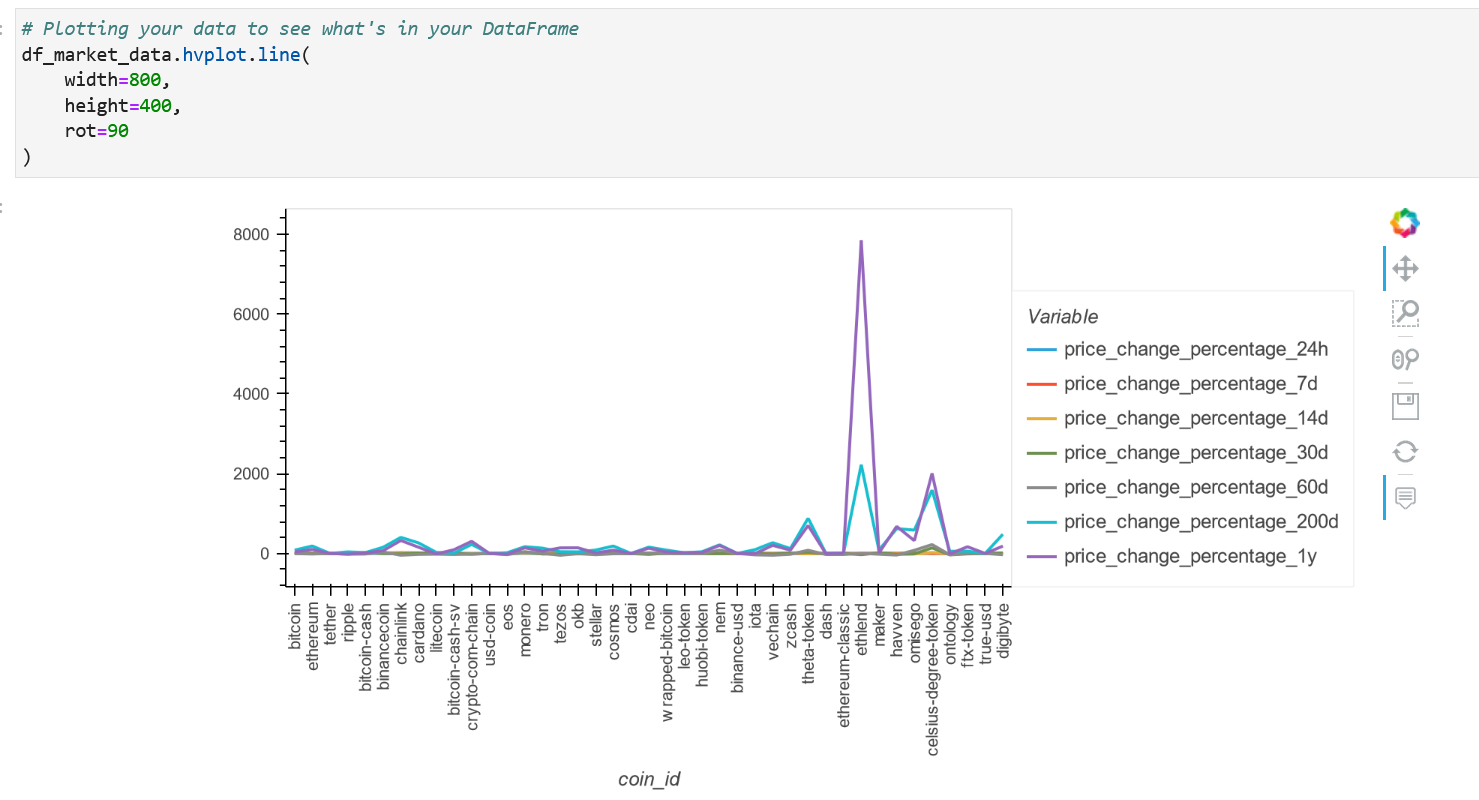 # Plotting your data to see what's in your DataFrame
df_market_data.hvplot.line(
    width=800,
    height=400,
    rot=90
)
8000
6000
4000
2000
0
Variable
price_change_percentage_24h
price_change_percentage_7d
price_change_percentage_14d
price_change_percentage_30d
price_change_percentage_60d
price_change_percentage_200d
price_change_percentage_1y
bitcoin
ethereum
tether
ripple
bitcoin-cash
binancecoin
chainlink
cardano
litecoin
bitcoin-cash-sv
crypto-com-chain
usd-coin
eos
monero
tron
tezos
okb
stellar
cosmos
cdai
neo
wrapped-bitcoin
leo-token
huobi-token
nem
binance-usd
iota
vechain
zcash
theta-token
dash
ethereum-classic
ethlend
maker
havven
omisego
celsius-degree-token
ontology
ftx-token
true-usd
digibyte
coin_id